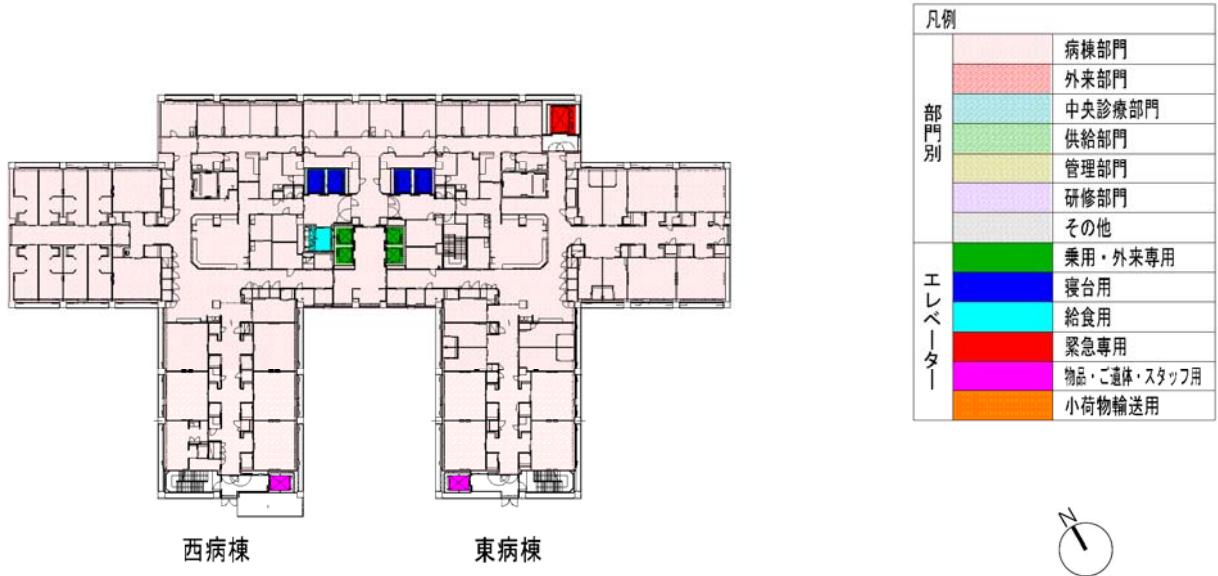 凡例
部門別
病棟部門
外来部門
中央診療部門
供給部門
管理部門
研修部門
その他
エレベーター
乗用・外来専用
寝台用
給食用
緊急専用
物品・ご遺体・スタッフ用
小荷物輸送用
西病棟
東病棟
N